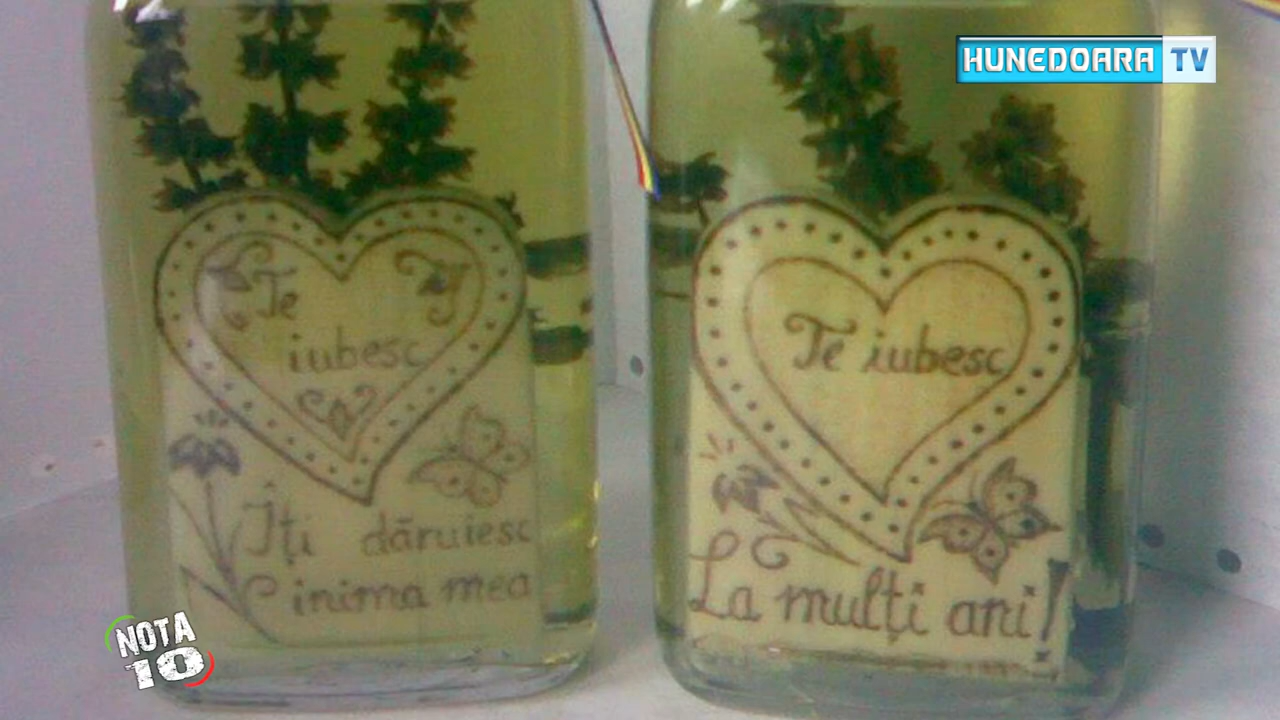 HUNEDOARA TV
Te
iubesc
Îți dăruiesc
inima mea
Te iubesc
La mulți ani!
NOTA
10